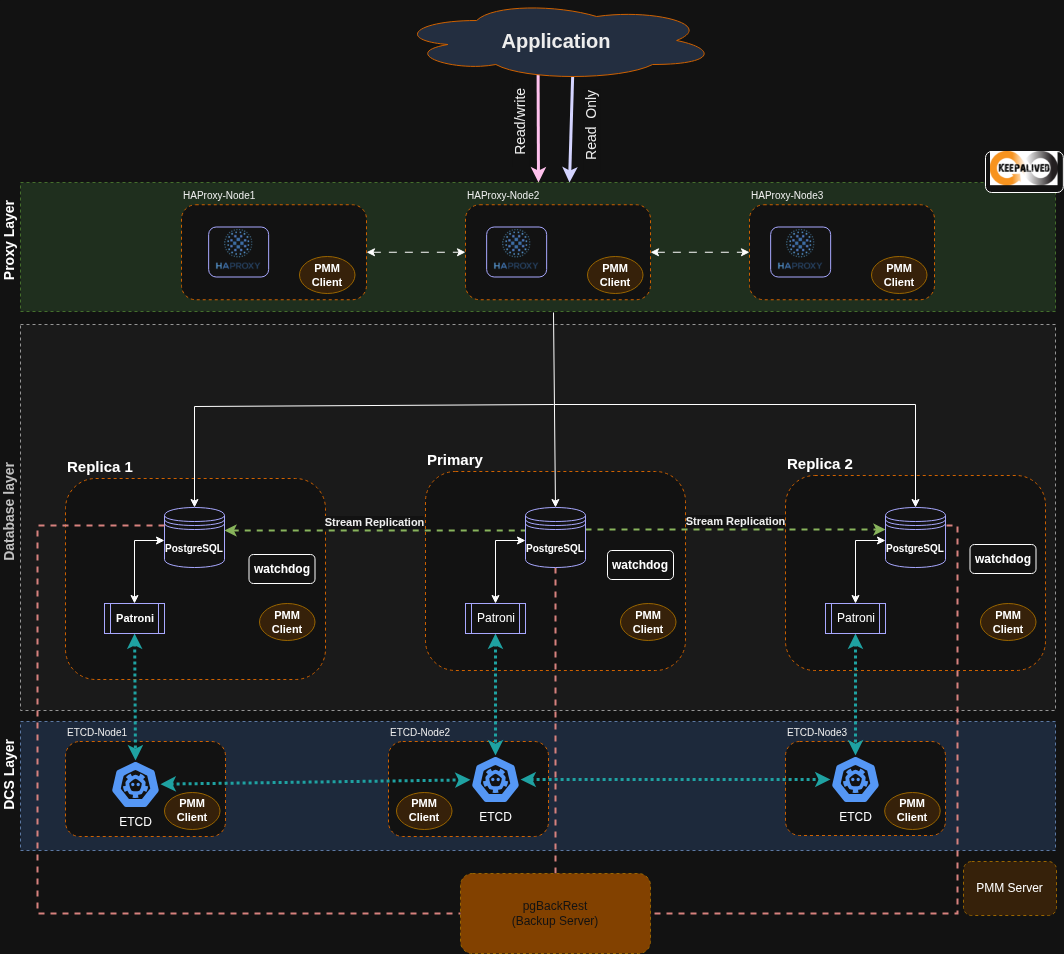 Application
Read/write
Read Only
KEEPALIVED
Proxy Layer
HAProxy-Node1
HAProxy-Node2
HAProxy-Node3
HAPROXY
PMM
Client
HAPROXY
PMM
Client
HAPROXY
PMM
Client
Database layer
Replica 1
Primary
Replica 2
Stream Replication
Stream Replication
PostgreSQL
watchdog
Patroni
PMM
Client
PostgreSQL
watchdog
Patroni
PMM
Client
PostgreSQL
watchdog
Patroni
PMM
Client
DCS Layer
ETCD-Node1
ETCD-Node2
ETCD-Node3
ETCD
PMM
Client
PMM
Client
ETCD
ETCD
PMM
Client
pgBackRest
(Backup Server)
PMM Server